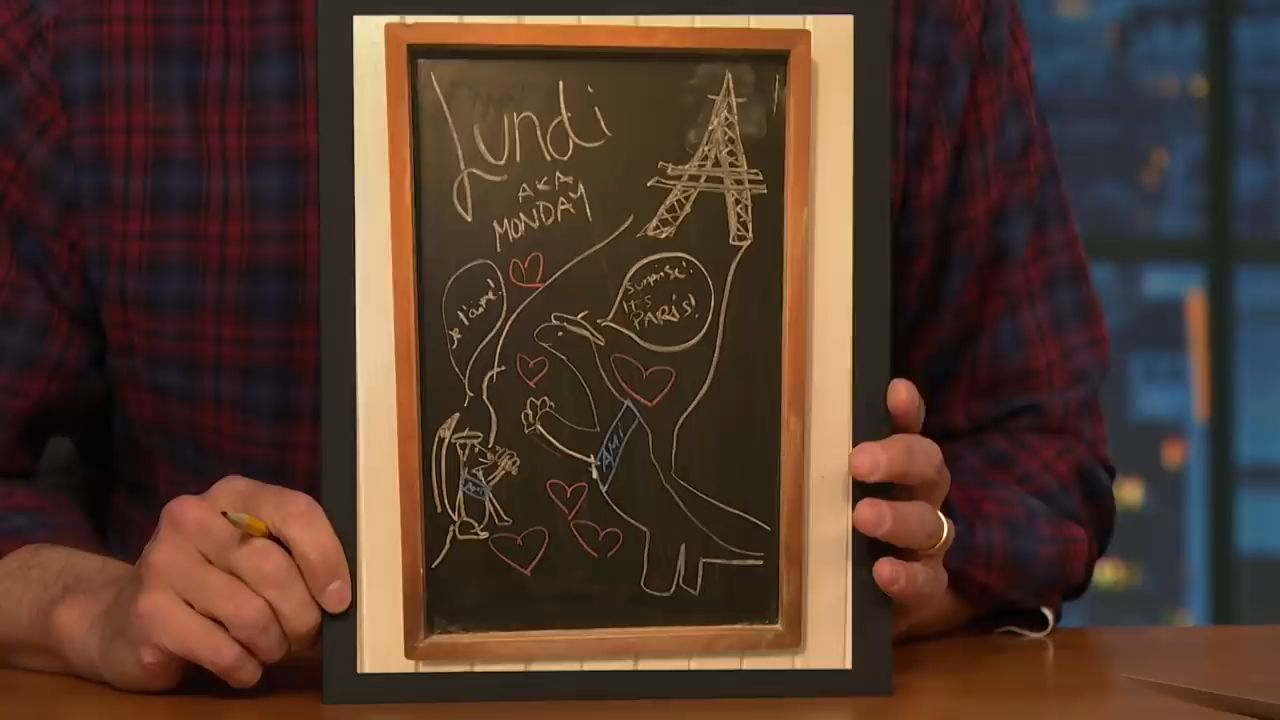 Lundi
AKA
MONDAY
Je t'aime!
Surprise!
It's
PARIS!
AMI
AMI